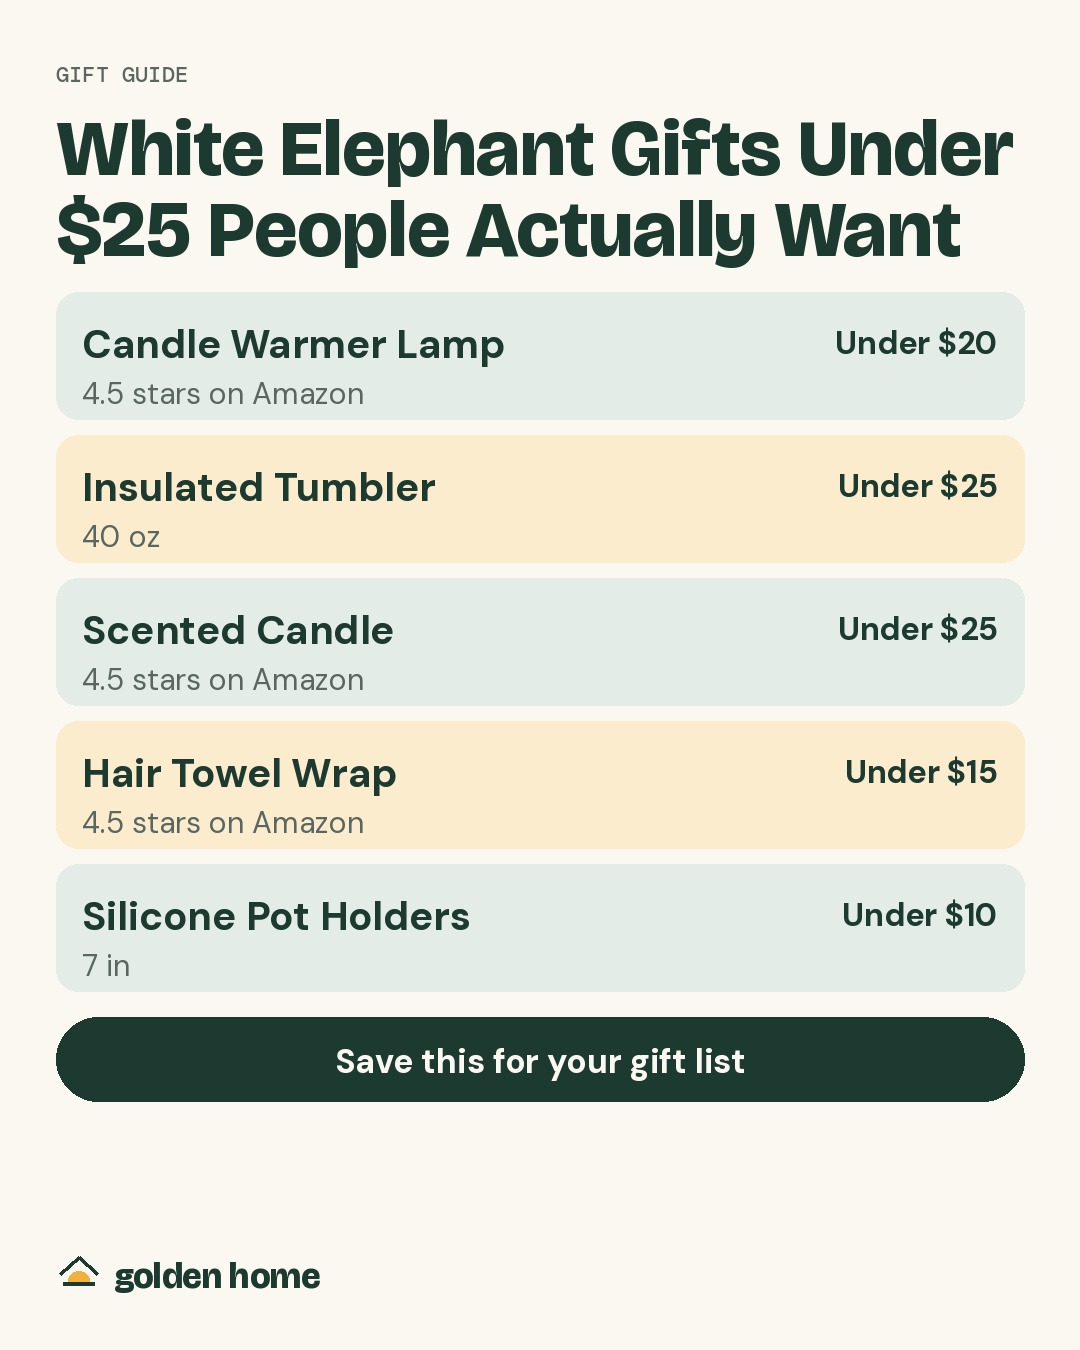 GIFT GUIDE
White Elephant Gifts Under
$25 People Actually Want
Candle Warmer Lamp
Under $20
4.5 stars on Amazon
Insulated Tumbler
Under $25
40 oz
Scented Candle
Under $25
4.5 stars on Amazon
Hair Towel Wrap
Under $15
4.5 stars on Amazon
Silicone Pot Holders
Under $10
7 in
Save this for your gift list
golden home